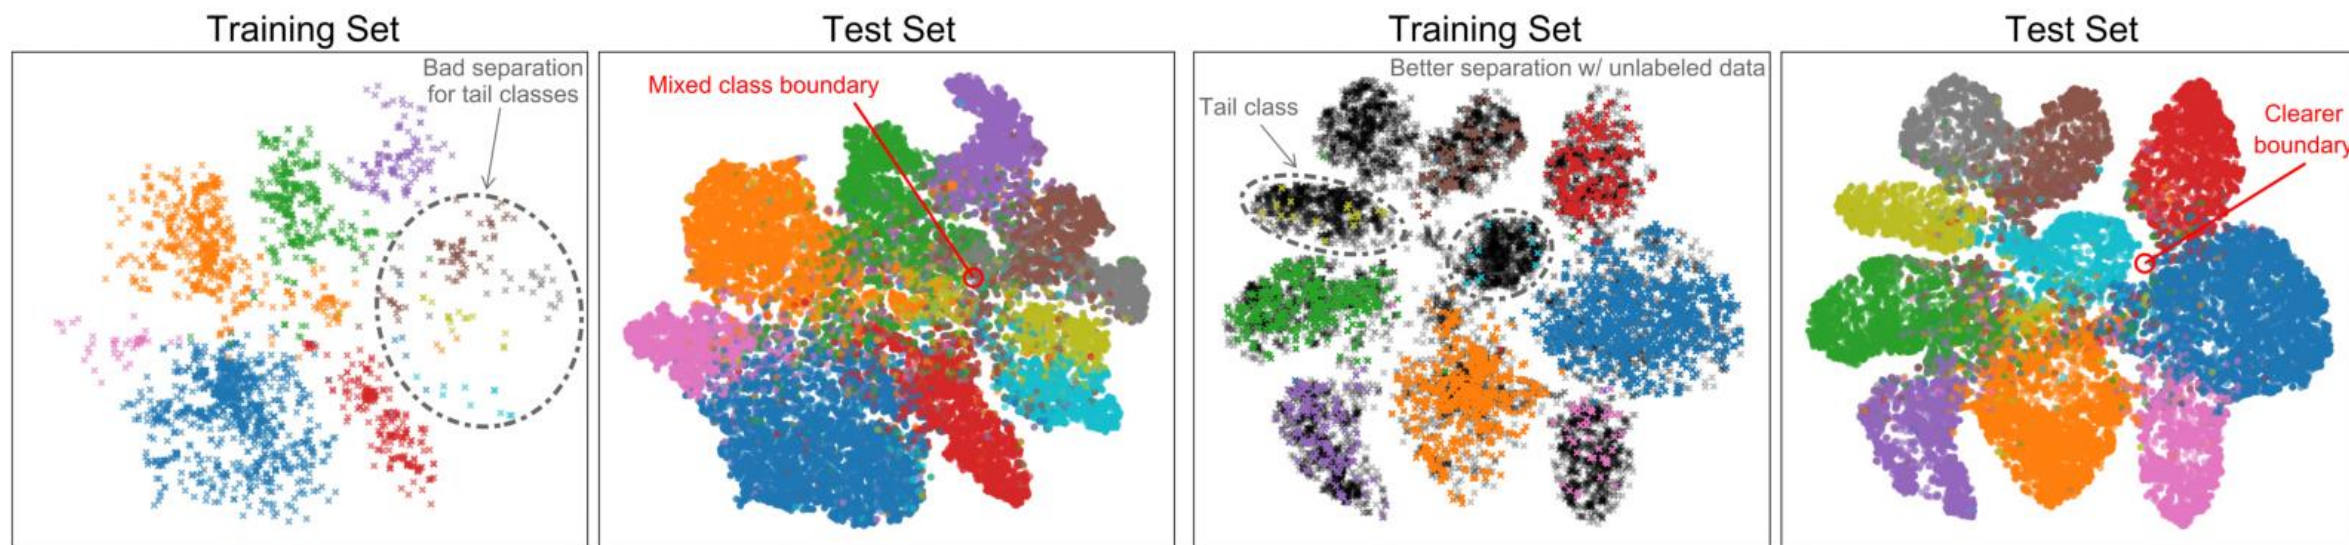 Training Set
Bad separation
for tail classes
Test Set
Mixed class boundary
Training Set
Better separation w/ unlabeled data
Tail class
Test Set
Clearer
boundary